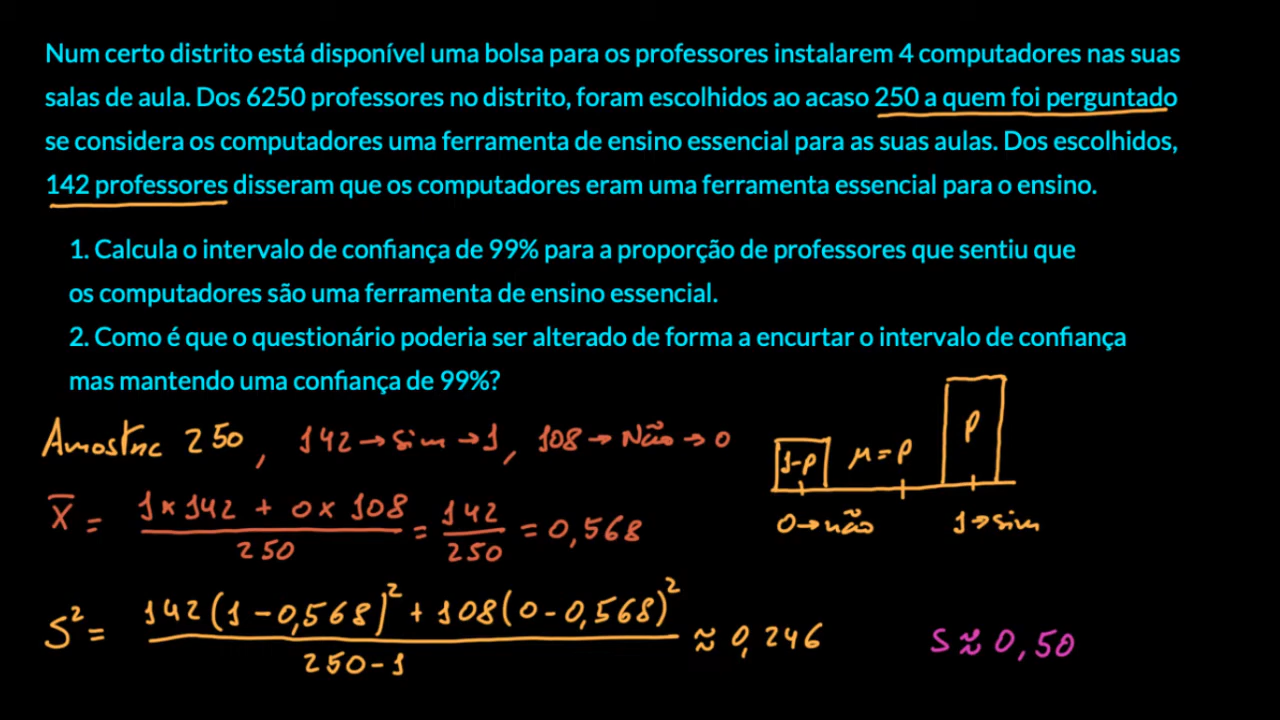 Num certo distrito está disponível uma bolsa para os professores instalarem 4 computadores nas suas
salas de aula. Dos 6250 professores no distrito, foram escolhidos ao acaso 250 a quem foi perguntado
se considera os computadores uma ferramenta de ensino essencial para as suas aulas. Dos escolhidos,
142 professores disseram que os computadores eram uma ferramenta essencial para o ensino.
1. Calcula o intervalo de confiança de 99% para a proporção de professores que sentiu que
os computadores são uma ferramenta de ensino essencial.
2. Como é que o questionário poderia ser alterado de forma a encurtar o intervalo de confiança
mas mantendo uma confiança de 99%?
Amostra 250, 142 → Sim → 1, 108 → Não → 0
1-P μ = P P
0 → não 1 → sim
X̄ = (1 × 142 + 0 × 108)/250 = 142/250 = 0,568
S² = (142(1 - 0,568)² + 108(0 - 0,568)²)/(250 - 1) ≈ 0,246 S ≈ 0,50